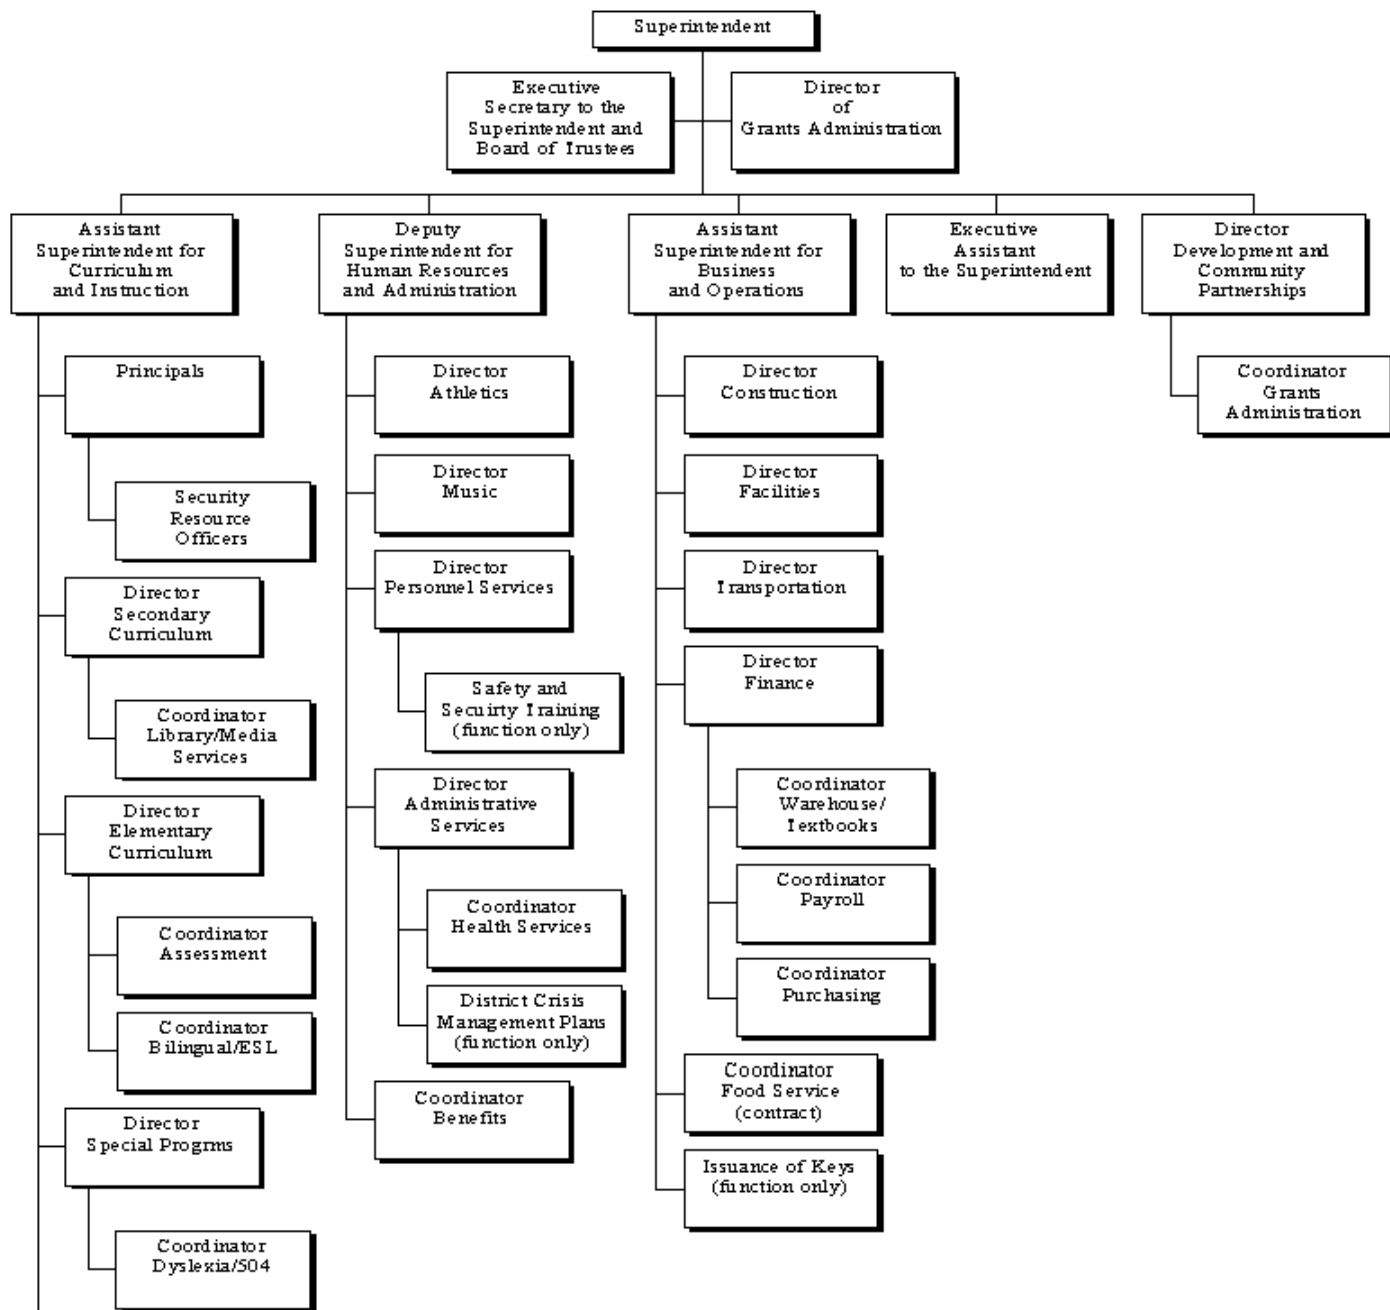 Superintendent
Executive
Secretary to the
Superintendent and
Board of Trustees
Director
of
Grants Administration
Assistant
Superintendent for
Curriculum
and Instruction
Deputy
Superintendent for
Human Resources
and Administration
Assistant
Superintendent for
Business
and Operations
Executive
Assistant
to the Superintendent
Director
Development and
Community
Partnerships
Principals
Security
Resource
Officers
Director
Secondary
Curriculum
Coordinator
Library/Media
Services
Director
Elementary
Curriculum
Coordinator
Assessment
Coordinator
Bilingual/ESL
Director
Special Progrms
Coordinator
Dyslexia/504
Director
Athletics
Director
Music
Director
Personnel Services
Safety and
Secuirty Training
(function only)
Director
Administrative
Services
Coordinator
Health Services
District Crisis
Management Plans
(function only)
Coordinator
Benefits
Director
Construction
Director
Facilities
Director
Transportation
Director
Finance
Coordinator
Warehouse/
Textbooks
Coordinator
Payroll
Coordinator
Purchasing
Coordinator
Food Service
(contract)
Issuance of Keys
(function only)
Coordinator
Grants
Administration